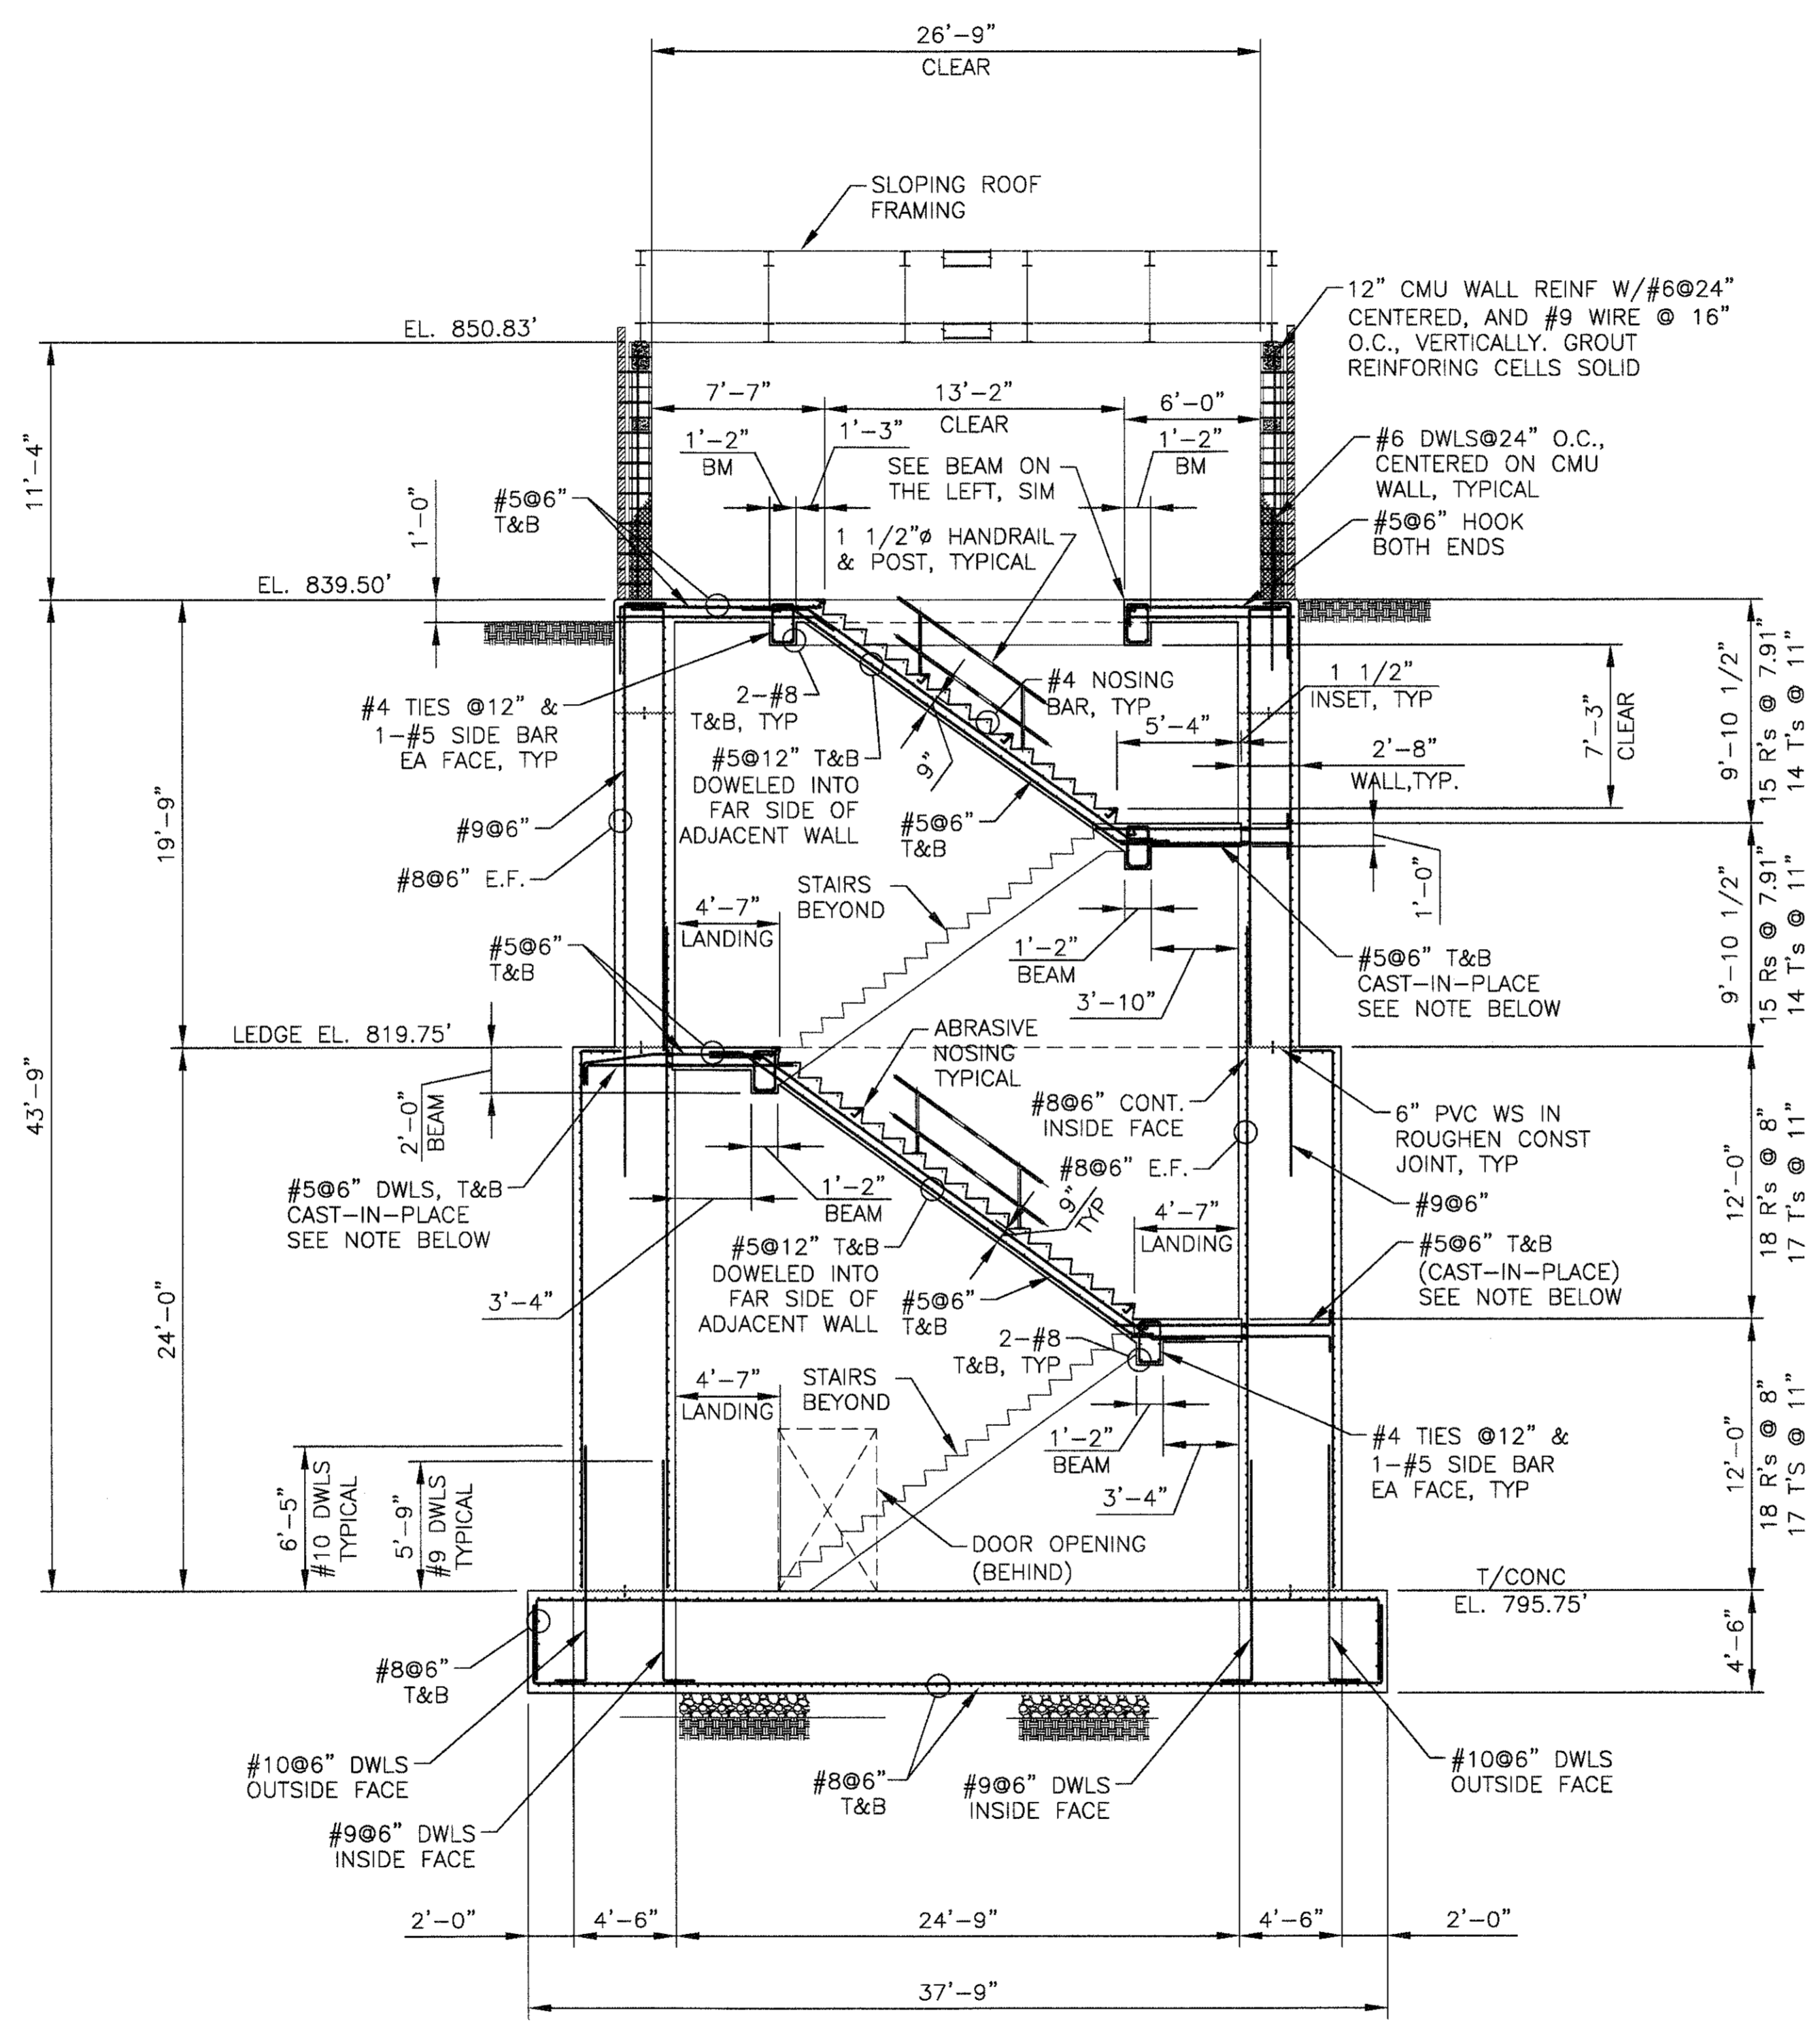 26'-9"
CLEAR
SLOPING ROOF
FRAMING
12" CMU WALL REINF W/#6@24"
CENTERED, AND #9 WIRE @ 16"
O.C., VERTICALLY. GROUT
REINFORING CELLS SOLID
EL. 850.83'
7'-7"
13'-2"
CLEAR
6'-0"
11'-4"
1'-2"
BM
1'-3"
SEE BEAM ON
THE LEFT, SIM
1'-2"
BM
#6 DWLS@24" O.C.,
CENTERED ON CMU
WALL, TYPICAL
#5@6" HOOK
BOTH ENDS
#5@6"
T&B
1'-0"
1 1/2"ø HANDRAIL
& POST, TYPICAL
EL. 839.50'
#4 TIES @12" &
1-#5 SIDE BAR
EA FACE, TYP
2-#8
T&B, TYP
#4 NOSING
BAR, TYP
1 1/2"
INSET, TYP
5'-4"
2'-8"
WALL,TYP.
7'-3"
CLEAR
9'-10 1/2"
15 R's @ 7.91"
14 T's @ 11"
#5@12" T&B
DOWELED INTO
FAR SIDE OF
ADJACENT WALL
9"
#5@6"
T&B
19'-9"
#9@6"
#8@6" E.F.
STAIRS
BEYOND
4'-7"
LANDING
1'-0"
9'-10 1/2"
15 Rs @ 7.91"
14 T's @ 11"
1'-2"
BEAM
3'-10"
#5@6" T&B
CAST-IN-PLACE
SEE NOTE BELOW
#5@6"
T&B
LEDGE EL. 819.75'
ABRASIVE
NOSING
TYPICAL
43'-9"
2'-0"
BEAM
#8@6" CONT.
INSIDE FACE
#8@6" E.F.
6" PVC WS IN
ROUGHEN CONST
JOINT, TYP
#9@6"
#5@6" DWLS, T&B
CAST-IN-PLACE
SEE NOTE BELOW
1'-2"
BEAM
9"
TYP
4'-7"
LANDING
12'-0"
18 R's @ 8"
17 T's @ 11"
#5@6" T&B
(CAST-IN-PLACE)
SEE NOTE BELOW
3'-4"
#5@12" T&B
DOWELED INTO
FAR SIDE OF
ADJACENT WALL
#5@6"
T&B
24'-0"
2-#8
T&B, TYP
STAIRS
BEYOND
4'-7"
LANDING
1'-2"
BEAM
3'-4"
#4 TIES @12" &
1-#5 SIDE BAR
EA FACE, TYP
12'-0"
18 R's @ 8"
17 T'S @ 11"
6'-5"
#10 DWLS
TYPICAL
5'-9"
#9 DWLS
TYPICAL
DOOR OPENING
(BEHIND)
T/CONC
EL. 795.75'
4'-6"
#8@6"
T&B
#10@6" DWLS
OUTSIDE FACE
#9@6" DWLS
INSIDE FACE
#8@6"
T&B
#9@6" DWLS
INSIDE FACE
#10@6" DWLS
OUTSIDE FACE
2'-0"
4'-6"
24'-9"
4'-6"
2'-0"
37'-9"